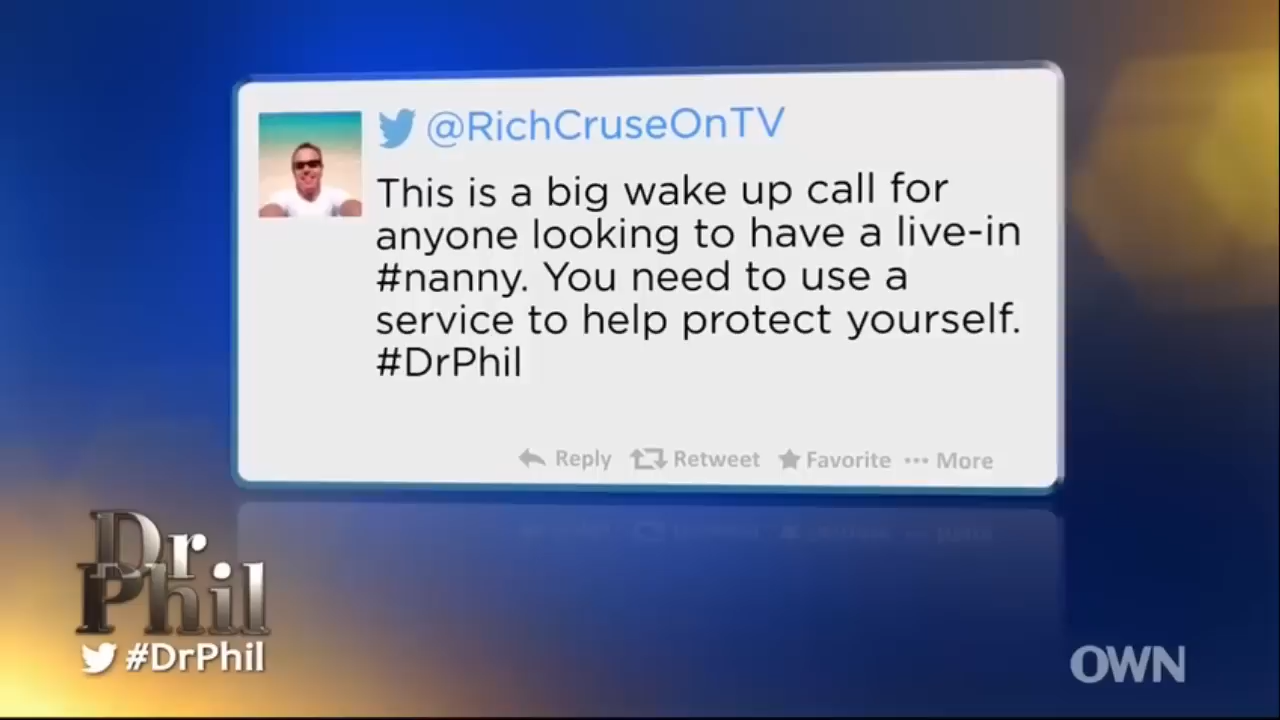 @RichCruseOnTV
This is a big wake up call for
anyone looking to have a live-in
#nanny. You need to use a
service to help protect yourself.
#DrPhil
Reply Retweet Favorite ••• More
Dr
Phil
#DrPhil
OWN